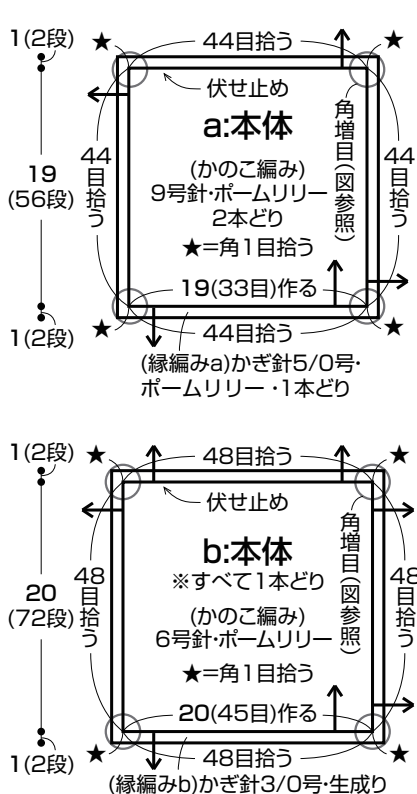 1(2段)
★
44目拾う
★
伏せ止め
a:本体
角増目(図参照)
44目拾う
44目拾う
19
(56段)
(かのこ編み)
9号針・ポームリリー
2本どり
★=角1目拾う
19(33目)作る
1(2段)
★
44目拾う
★
(縁編みa)かぎ針5/0号・
ポームリリー・1本どり
1(2段)
★
48目拾う
★
伏せ止め
b:本体
※すべて1本どり
角増目(図参照)
48目拾う
48目拾う
20
(72段)
(かのこ編み)
6号針・ポームリリー
★=角1目拾う
20(45目)作る
1(2段)
★
48目拾う
★
(縁編みb)かぎ針3/0号・生成り